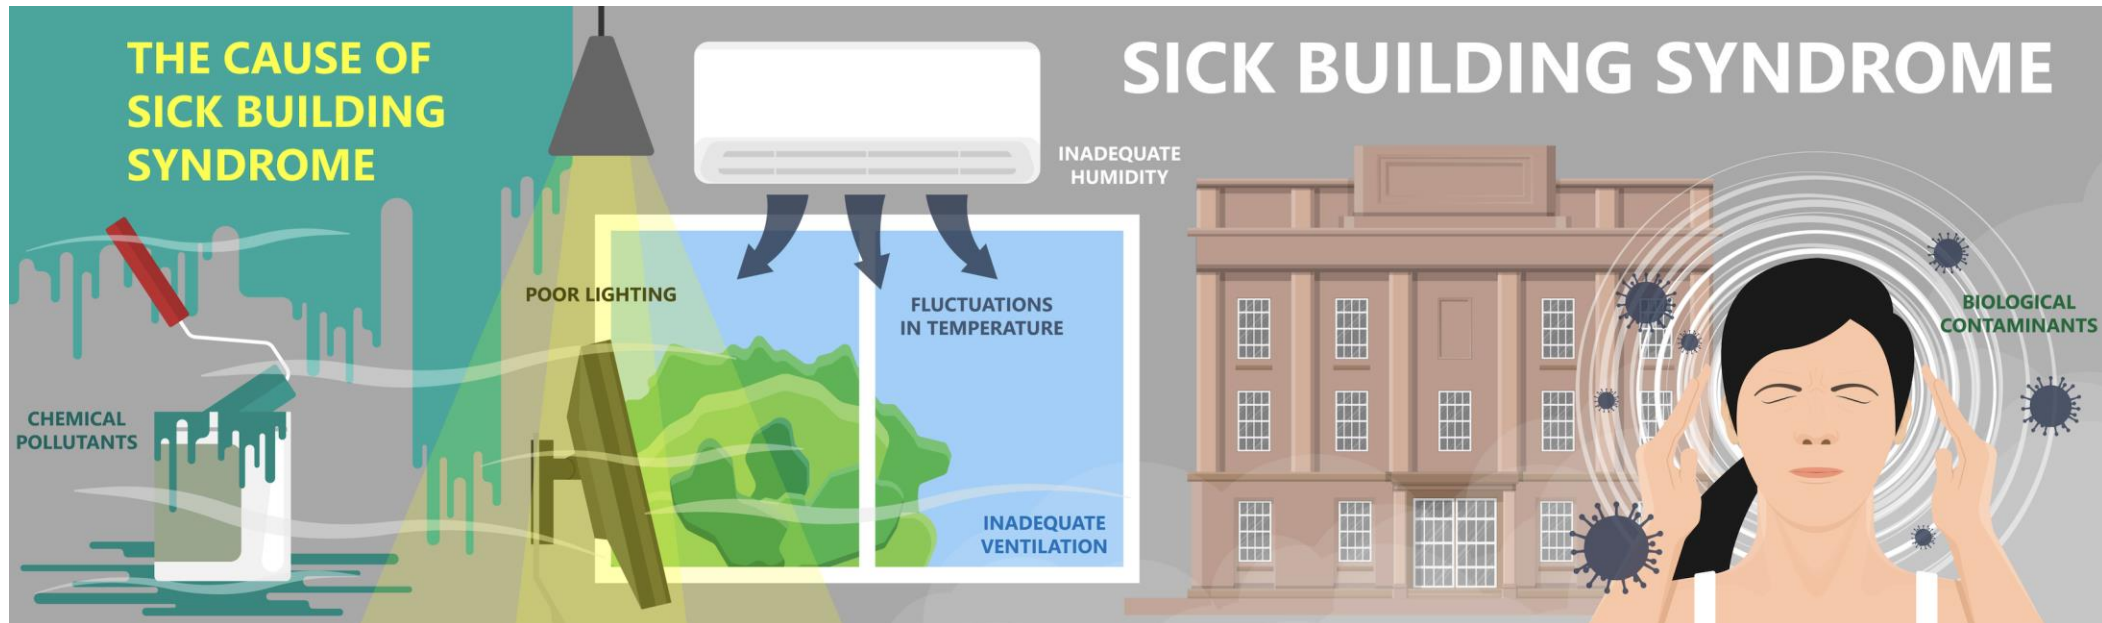 THE CAUSE OF
SICK BUILDING
SYNDROME
SICK BUILDING SYNDROME
INADEQUATE
HUMIDITY
POOR LIGHTING
FLUCTUATIONS
IN TEMPERATURE
BIOLOGICAL
CONTAMINANTS
CHEMICAL
POLLUTANTS
INADEQUATE
VENTILATION